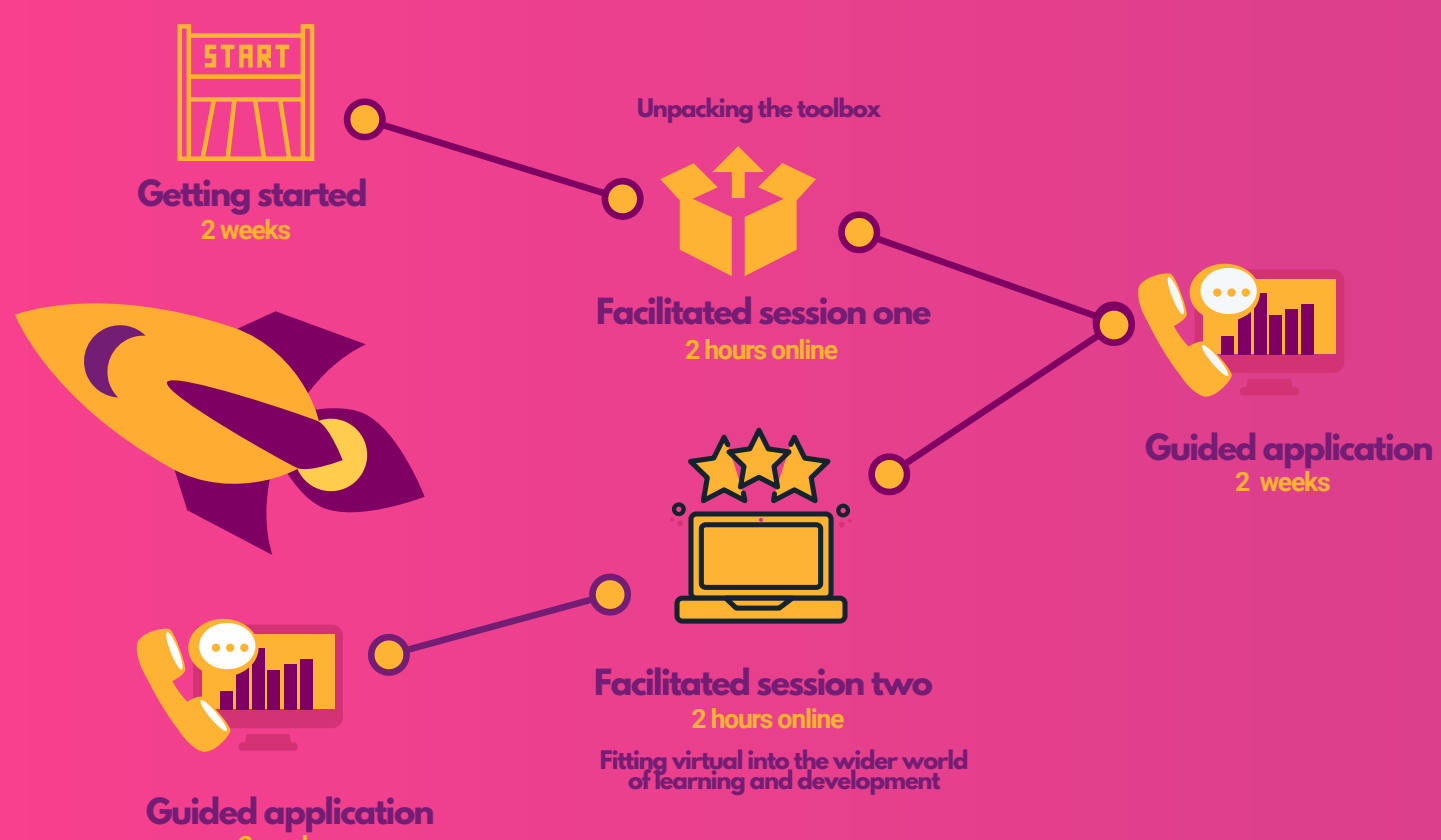 START
Getting started
2 weeks
Unpacking the toolbox
Facilitated session one
2 hours online
Guided application
2 weeks
Facilitated session two
2 hours online
Fitting virtual into the wider world
of learning and development
Guided application